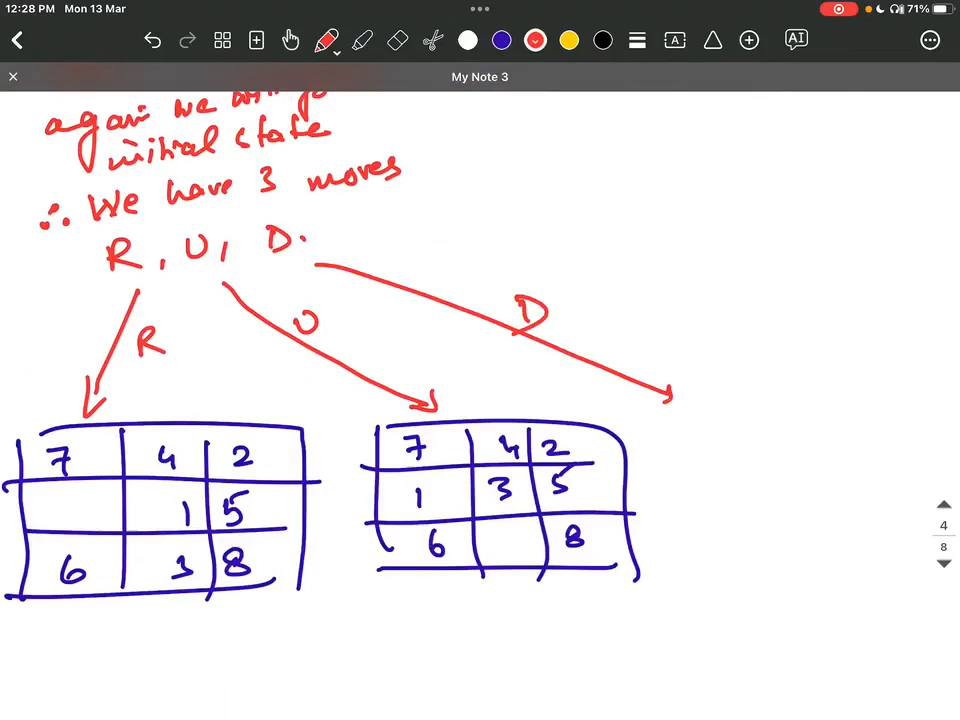 12:28 PM Mon 13 Mar
71%
AI
My Note 3
again we
initial state
∴ We have 3 moves
R, U, D.
R
U
D
7 4 2
1 5
6 3 8
7 4 2
1 3 5
6 8
4
8